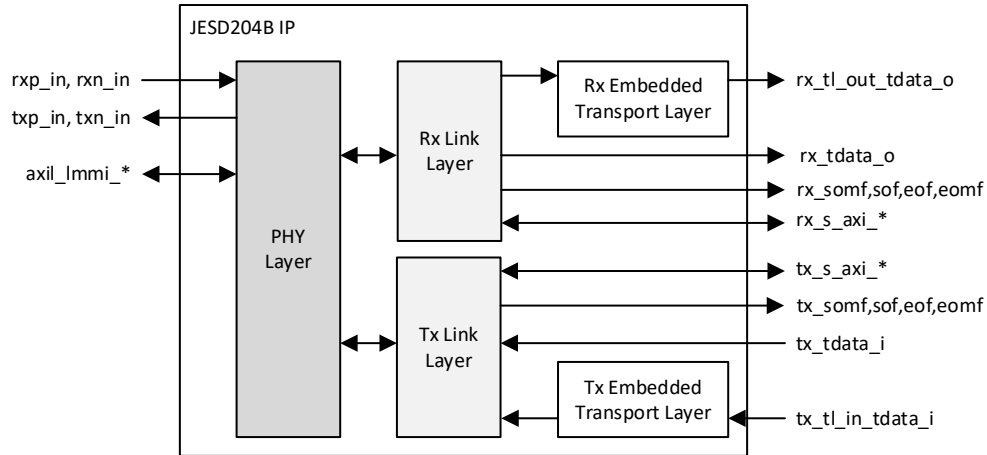 JESD204B IP
rxp_in, rxn_in
txp_in, txn_in
axil_lmmi_*
PHY
Layer
Rx Link
Layer
Rx Embedded
Transport Layer
rx_tl_out_tdata_o
rx_tdata_o
rx_somf,sof,eof,eomf
rx_s_axi_*
Tx Link
Layer
tx_s_axi_*
tx_somf,sof,eof,eomf
tx_tdata_i
Tx Embedded
Transport Layer
tx_tl_in_tdata_i